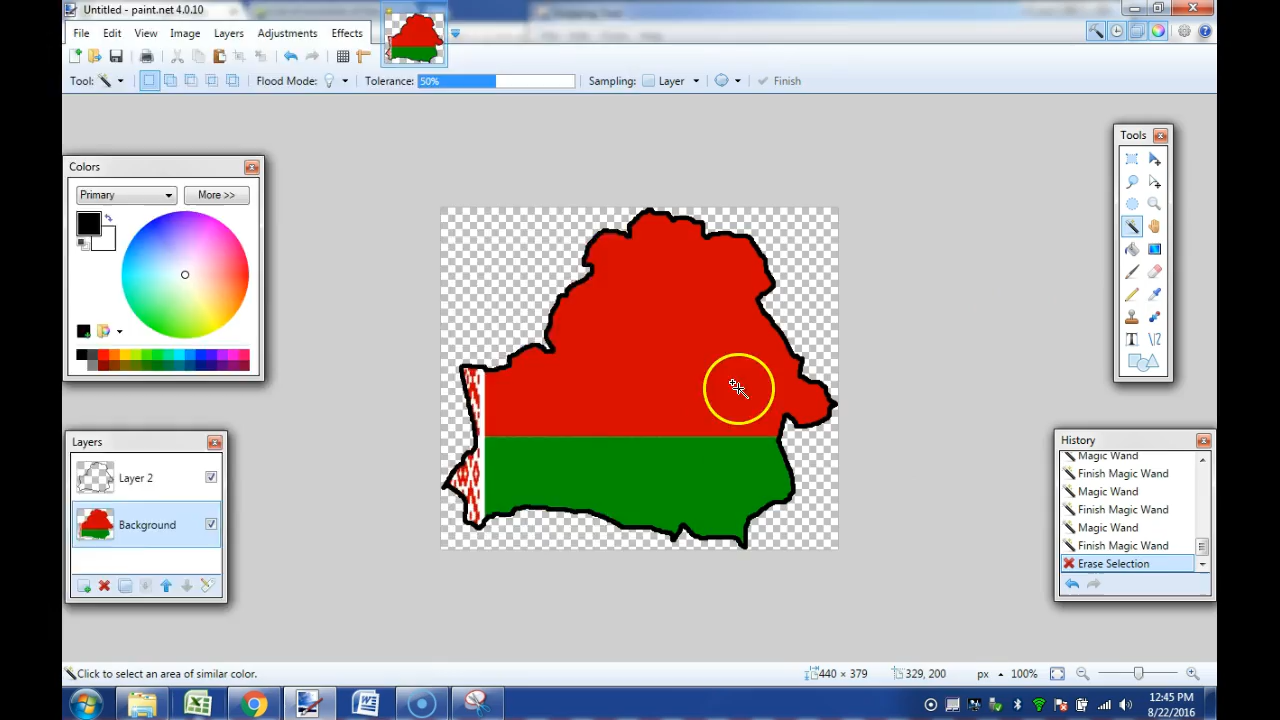 Untitled - paint.net 4.0.10
File Edit View Image Layers Adjustments Effects
Tool: Flood Mode: Tolerance: 50% Sampling: Layer Finish
Colors
Primary More >>
Tools
Layers
Layer 2
Background
History
Magic Wand
Finish Magic Wand
Magic Wand
Finish Magic Wand
Magic Wand
Finish Magic Wand
Erase Selection
Click to select an area of similar color. 440 × 379 329, 200 px 100%
12:45 PM
8/22/2016